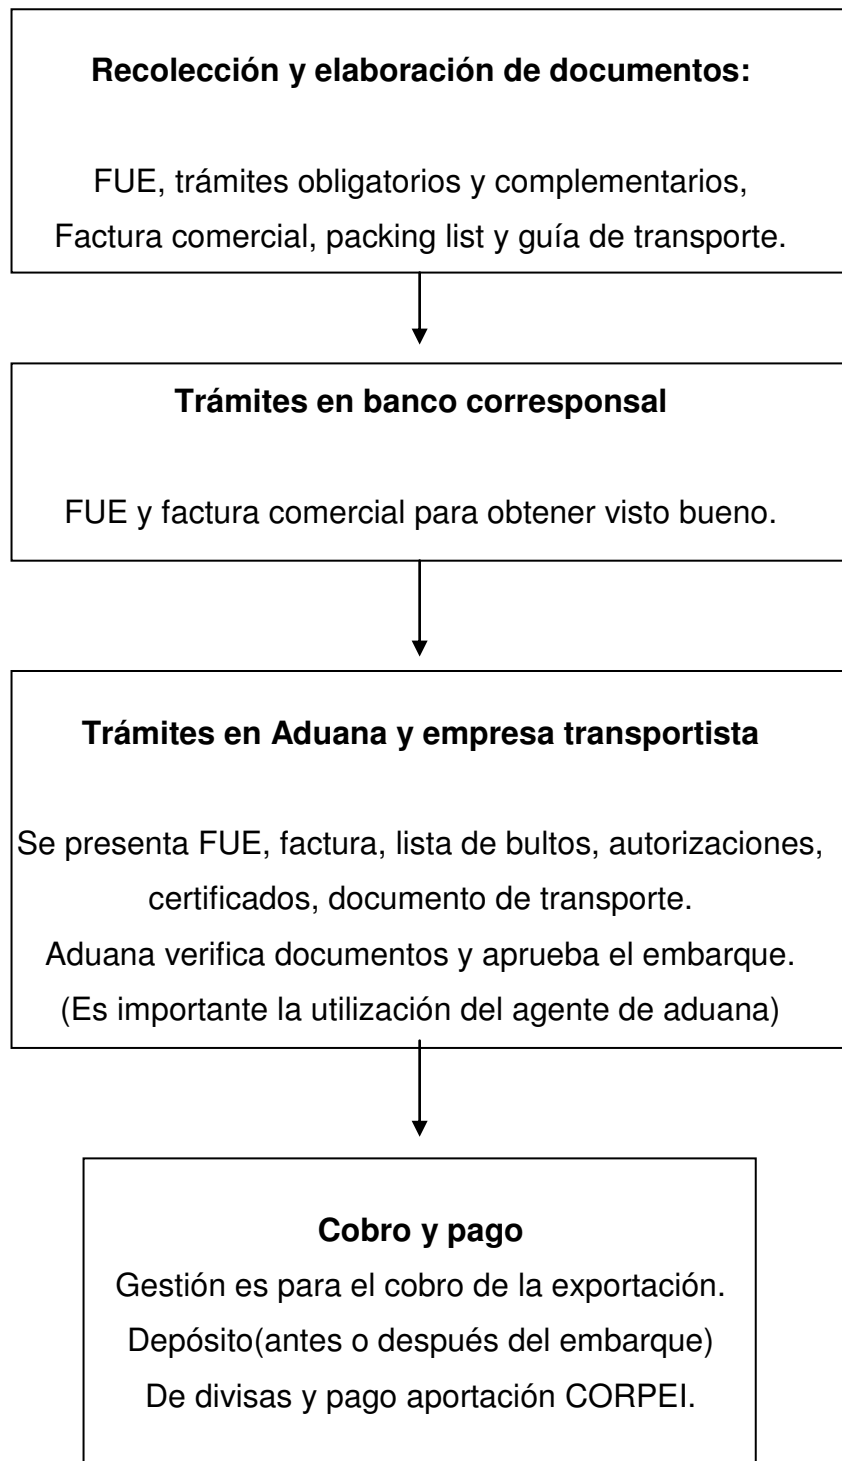 Recolección y elaboración de documentos:
FUE, trámites obligatorios y complementarios,
Factura comercial, packing list y guía de transporte.
Trámites en banco corresponsal
FUE y factura comercial para obtener visto bueno.
Trámites en Aduana y empresa transportista
Se presenta FUE, factura, lista de bultos, autorizaciones,
certificados, documento de transporte.
Aduana verifica documentos y aprueba el embarque.
(Es importante la utilización del agente de aduana)
Cobro y pago
Gestión es para el cobro de la exportación.
Depósito(antes o después del embarque)
De divisas y pago aportación CORPEI.